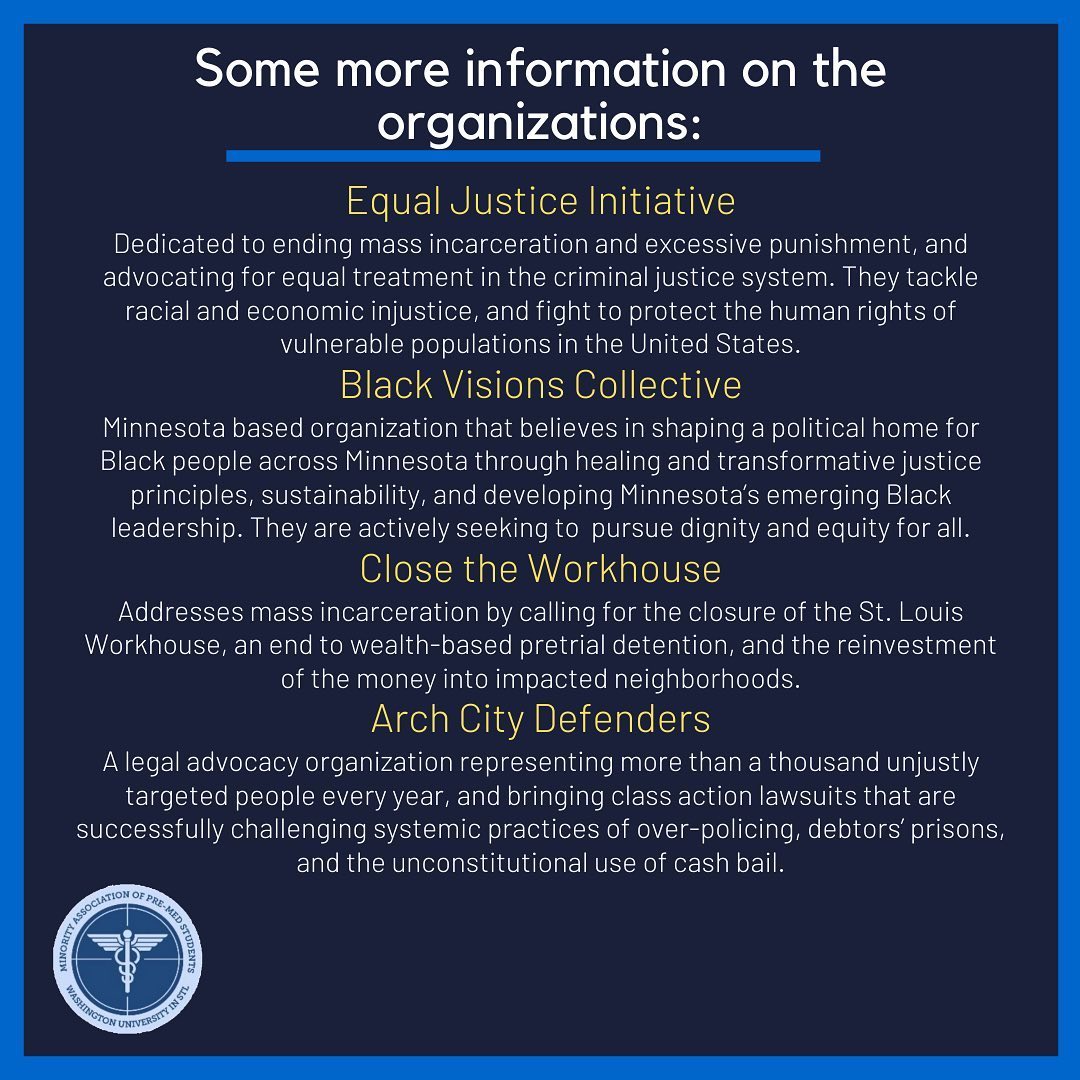 Some more information on the
organizations:
Equal Justice Initiative
Dedicated to ending mass incarceration and excessive punishment, and
advocating for equal treatment in the criminal justice system. They tackle
racial and economic injustice, and fight to protect the human rights of
vulnerable populations in the United States.
Black Visions Collective
Minnesota based organization that believes in shaping a political home for
Black people across Minnesota through healing and transformative justice
principles, sustainability, and developing Minnesota's emerging Black
leadership. They are actively seeking to  pursue dignity and equity for all.
Close the Workhouse
Addresses mass incarceration by calling for the closure of the St. Louis
Workhouse, an end to wealth-based pretrial detention, and the reinvestment
of the money into impacted neighborhoods.
Arch City Defenders
A legal advocacy organization representing more than a thousand unjustly
targeted people every year, and bringing class action lawsuits that are
successfully challenging systemic practices of over-policing, debtors' prisons,
and the unconstitutional use of cash bail.
MINORITY ASSOCIATION OF PRE-MED STUDENTS
WASHINGTON UNIVERSITY IN STL